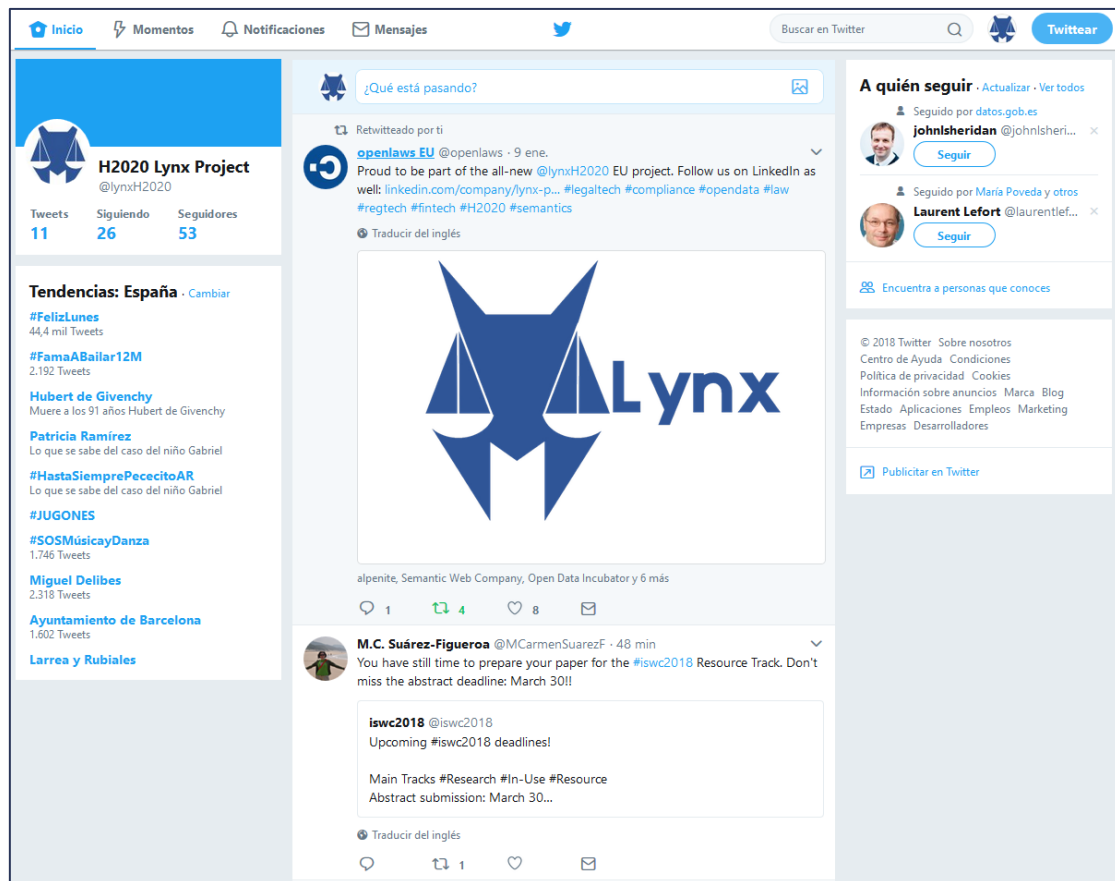 Inicio
Momentos
Notificaciones
Mensajes
Buscar en Twitter
Twittear
H2020 Lynx Project
@lynxH2020
Tweets Siguiendo Seguidores
11 26 53
Tendencias: España · Cambiar
#FelizLunes
44,4 mil Tweets
#FamaABailar12M
2.192 Tweets
Hubert de Givenchy
Muere a los 91 años Hubert de Givenchy
Patricia Ramírez
Lo que se sabe del caso del niño Gabriel
#HastaSiemprePececitoAR
Lo que se sabe del caso del niño Gabriel
#JUGONES
#SOSMúsicayDanza
1.746 Tweets
Miguel Delibes
2.318 Tweets
Ayuntamiento de Barcelona
1.602 Tweets
Larrea y Rubiales
¿Qué está pasando?
Retwitteado por ti
openlaws EU @openlaws · 9 ene.
Proud to be part of the all-new @lynxH2020 EU project. Follow us on LinkedIn as
well: linkedin.com/company/lynx-p... #legaltech #compliance #opendata #law
#regtech #fintech #H2020 #semantics
Traducir del inglés
Lynx
alpenite, Semantic Web Company, Open Data Incubator y 6 más
1 4 8
M.C. Suárez-Figueroa @MCarmenSuarezF · 48 min
You have still time to prepare your paper for the #iswc2018 Resource Track. Don't
miss the abstract deadline: March 30!!
iswc2018 @iswc2018
Upcoming #iswc2018 deadlines!
Main Tracks #Research #In-Use #Resource
Abstract submission: March 30...
Traducir del inglés
1
A quién seguir · Actualizar · Ver todos
Seguido por datos.gob.es
johnlsheridan @johnlsheri...
Seguir
Seguido por María Poveda y otros
Laurent Lefort @laurentlef...
Seguir
Encuentra a personas que conoces
© 2018 Twitter Sobre nosotros
Centro de Ayuda Condiciones
Política de privacidad Cookies
Información sobre anuncios Marca Blog
Estado Aplicaciones Empleos Marketing
Empresas Desarrolladores
Publicitar en Twitter